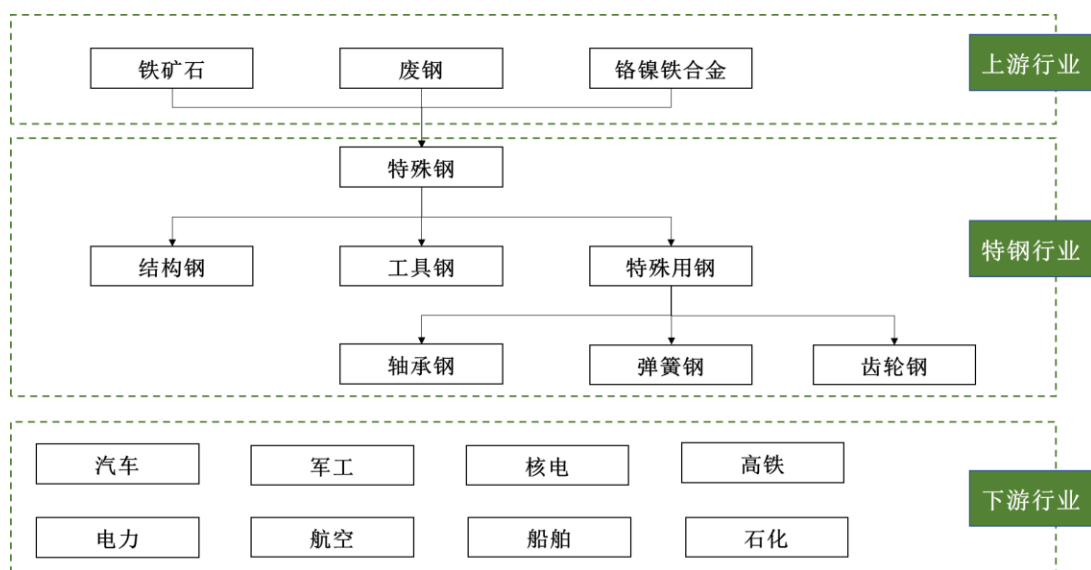 铁矿石
废钢
铬镍铁合金
上游行业
特殊钢
结构钢
工具钢
特殊用钢
特钢行业
轴承钢
弹簧钢
齿轮钢
汽车
军工
核电
高铁
下游行业
电力
航空
船舶
石化